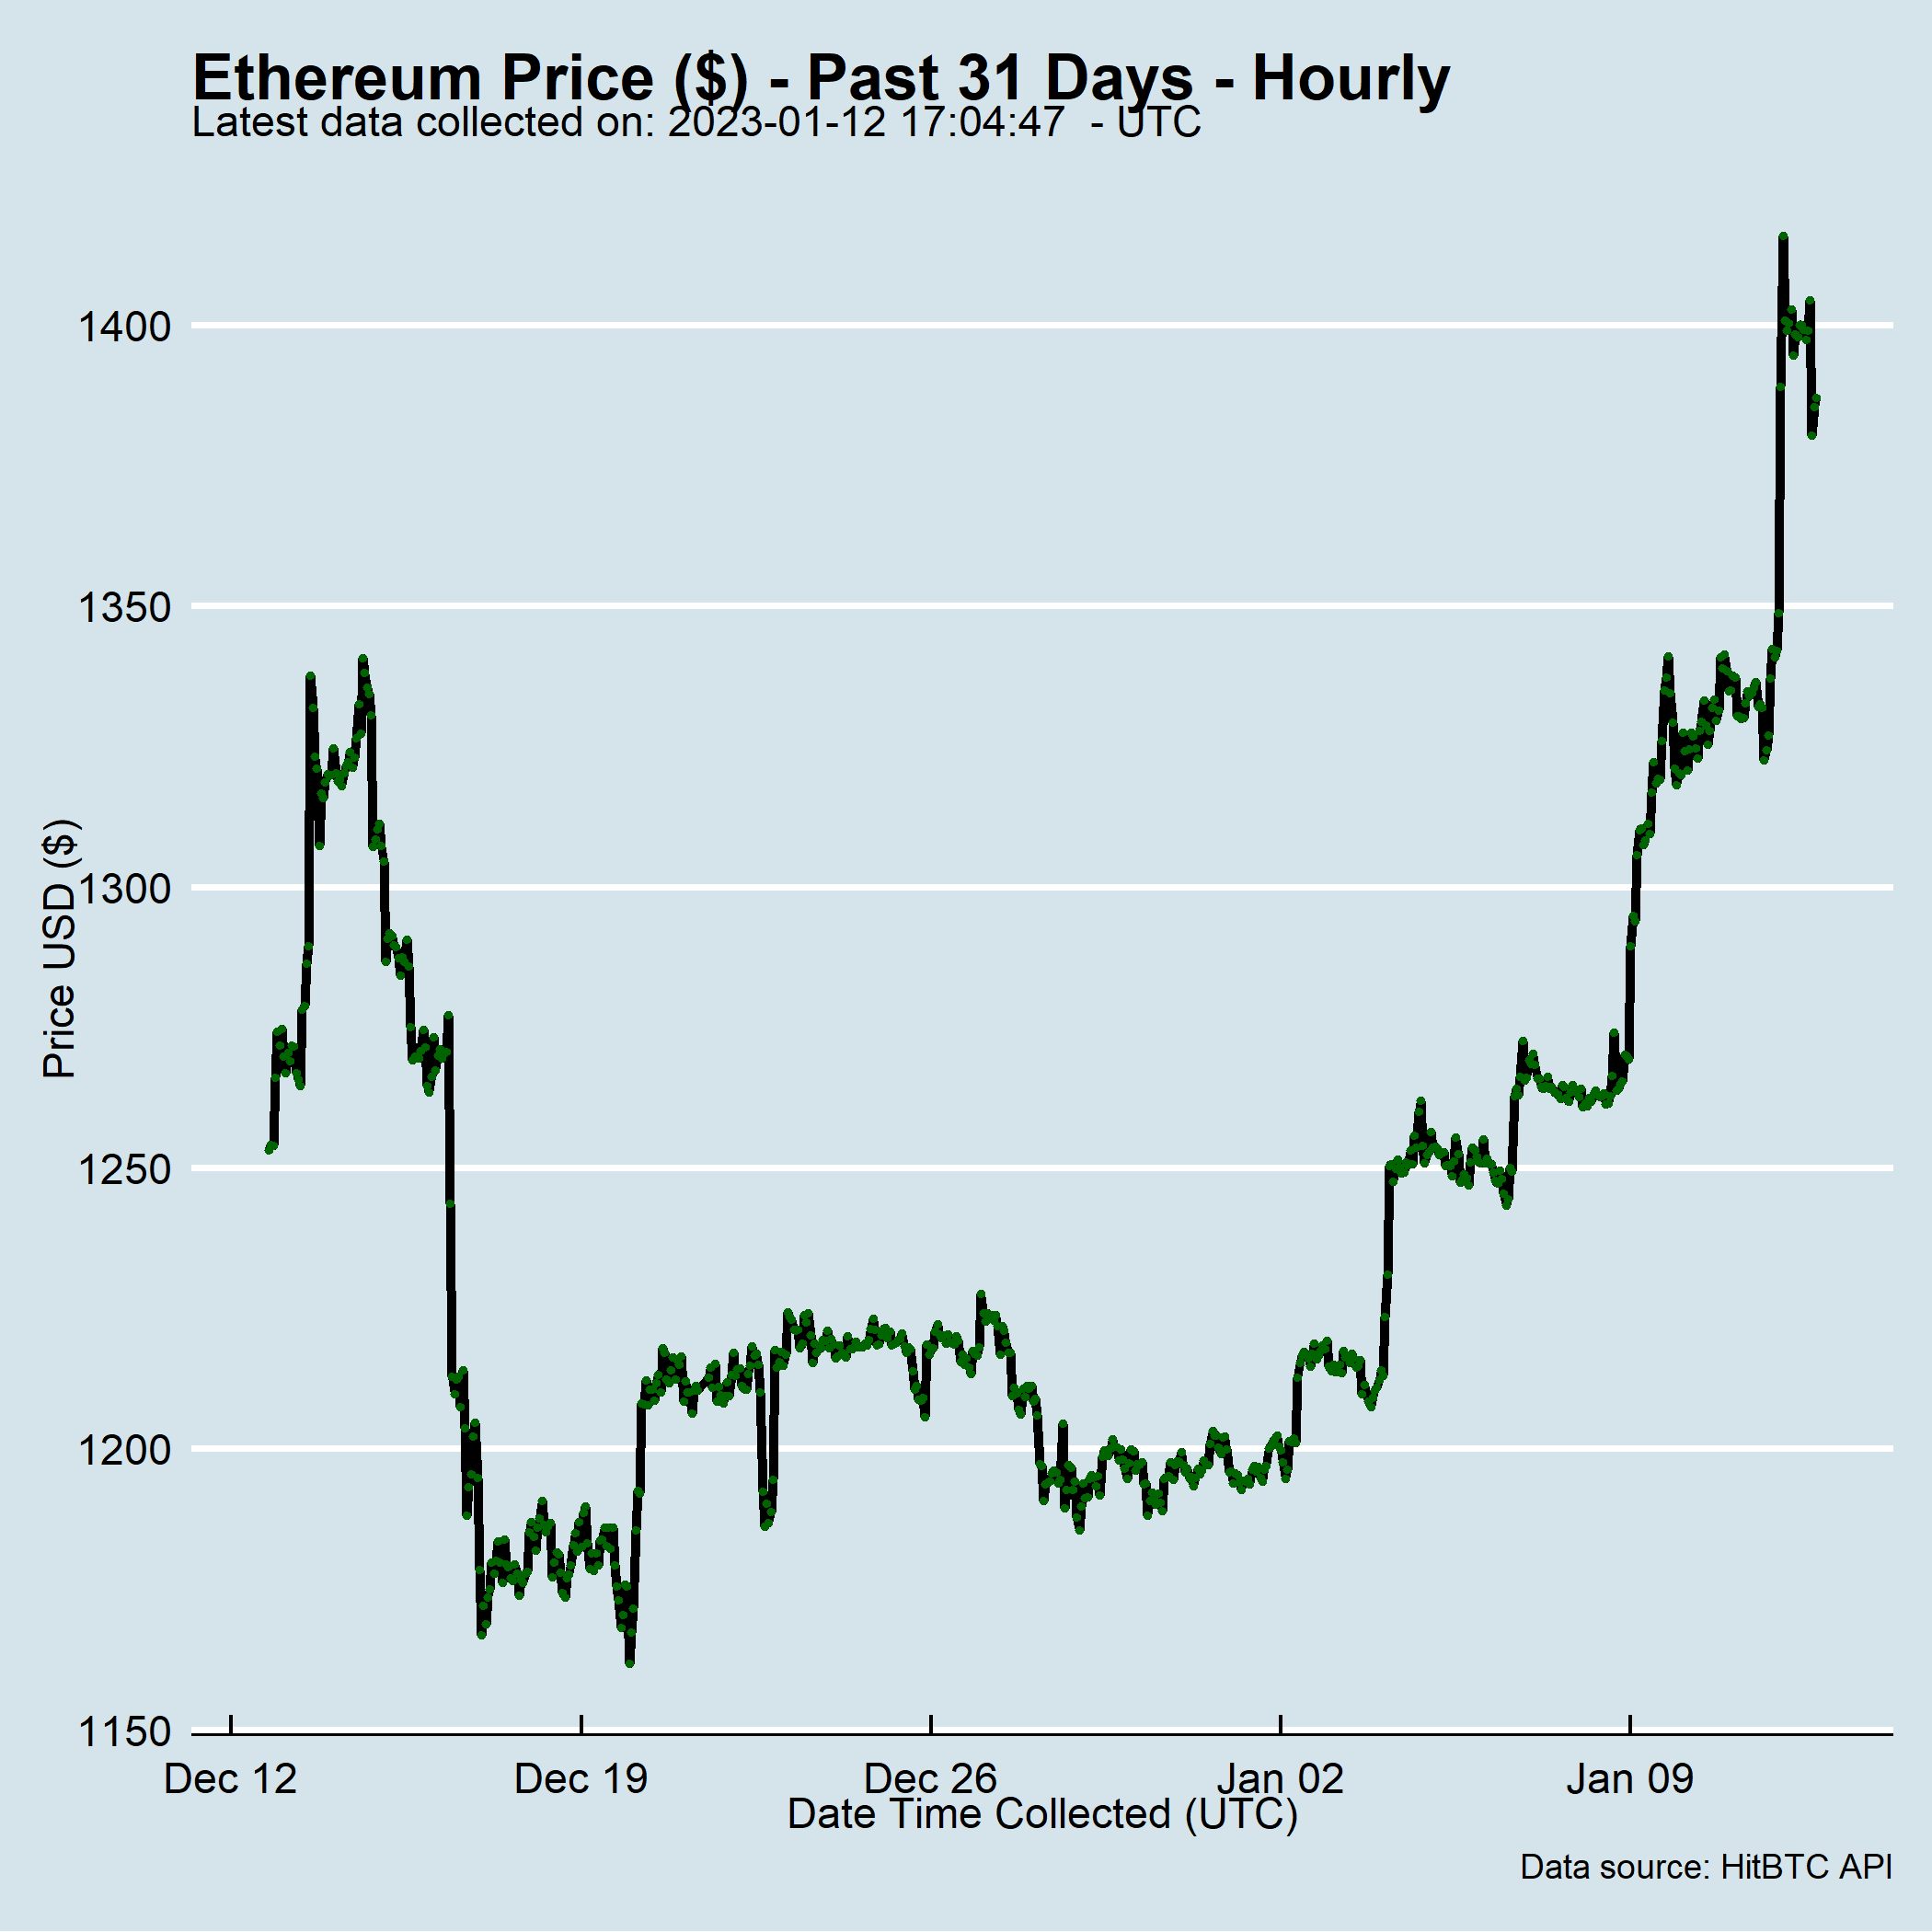 Ethereum Price ($) - Past 31 Days - Hourly
Latest data collected on: 2023-01-12 17:04:47  - UTC
1400
1350
1300
1250
1200
1150
Price USD ($)
Dec 12
Dec 19
Dec 26
Jan 02
Jan 09
Date Time Collected (UTC)
Data source: HitBTC API